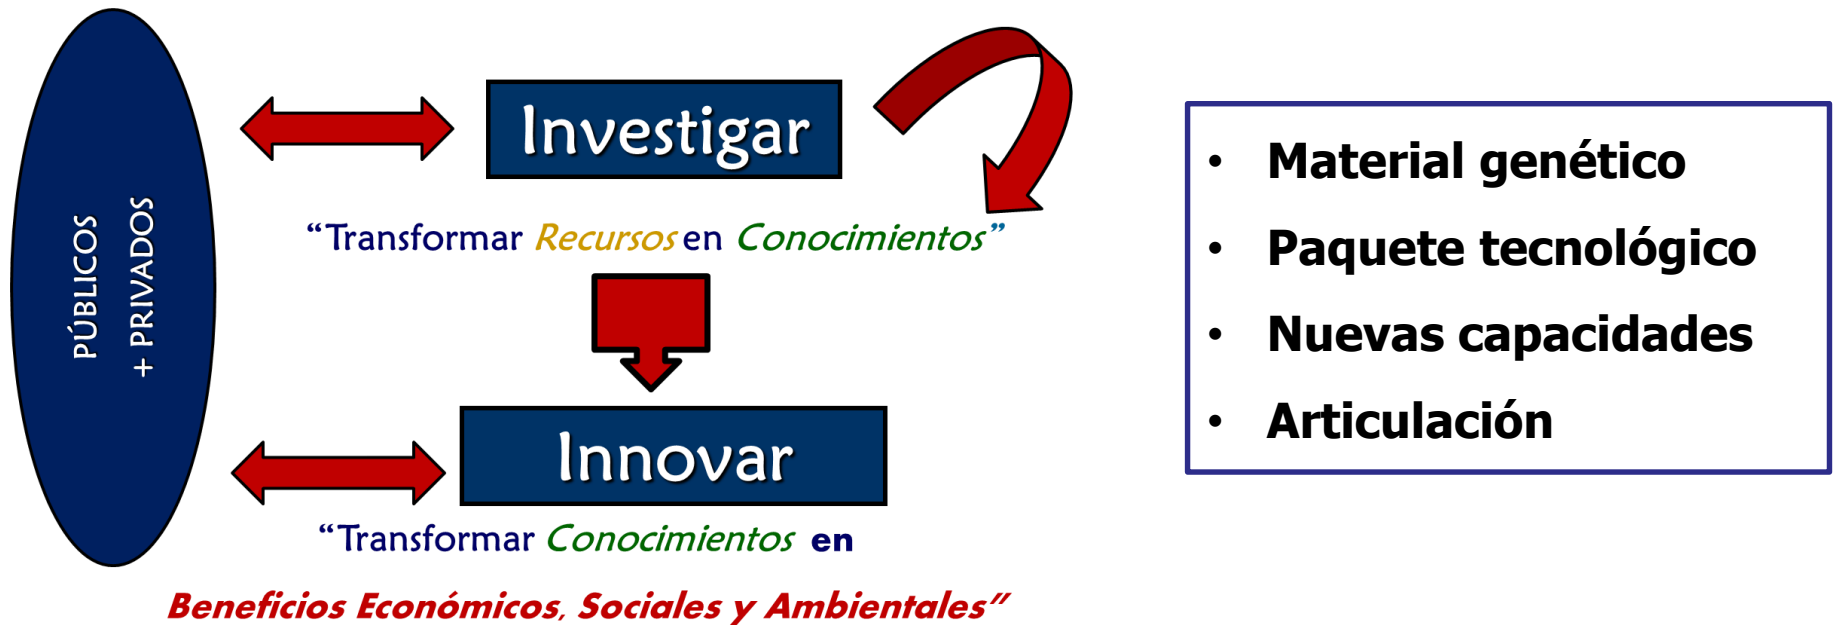 PÚBLICOS
+ PRIVADOS
Investigar
“Transformar Recursos en Conocimientos”
Innovar
“Transformar Conocimientos en
Beneficios Económicos, Sociales y Ambientales”
• Material genético
• Paquete tecnológico
• Nuevas capacidades
• Articulación